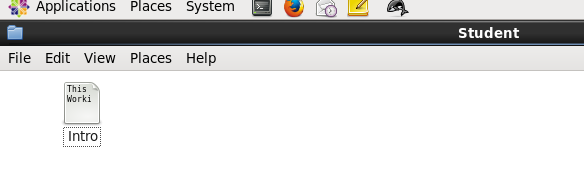 Applications Places System
Student
File Edit View Places Help
This
Worki
Intro